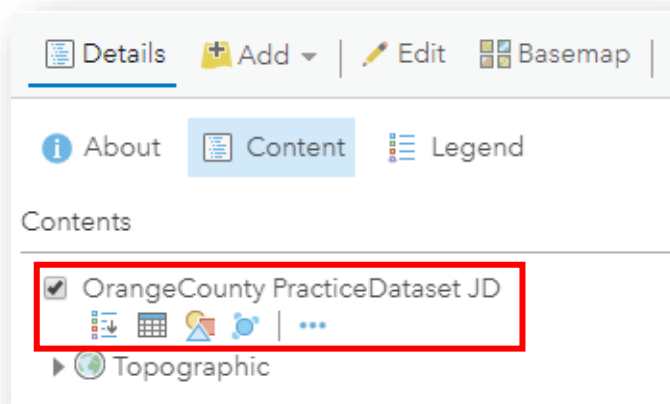 Details Add Edit Basemap
About Content Legend
Contents
OrangeCounty PracticeDataset JD
Topographic